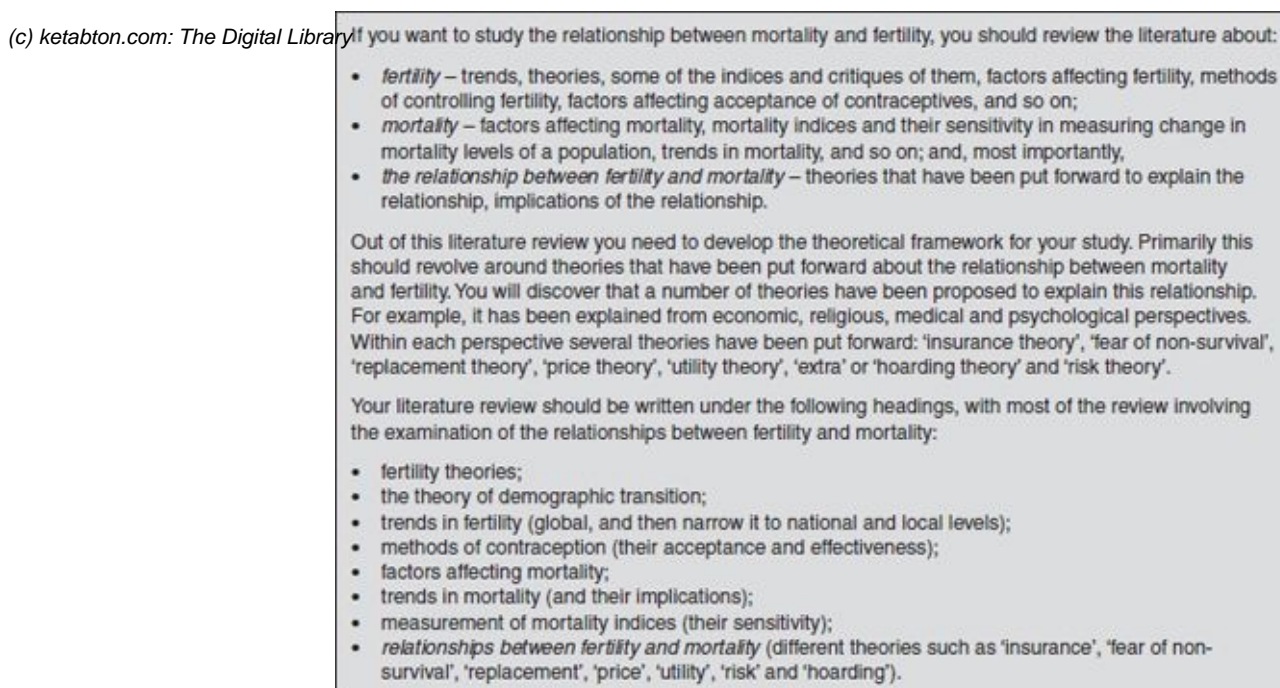 (c) ketabton.com: The Digital Library
If you want to study the relationship between mortality and fertility, you should review the literature about:
• fertility – trends, theories, some of the indices and critiques of them, factors affecting fertility, methods
of controlling fertility, factors affecting acceptance of contraceptives, and so on;
• mortality – factors affecting mortality, mortality indices and their sensitivity in measuring change in
mortality levels of a population, trends in mortality, and so on; and, most importantly,
• the relationship between fertility and mortality – theories that have been put forward to explain the
relationship, implications of the relationship.
Out of this literature review you need to develop the theoretical framework for your study. Primarily this
should revolve around theories that have been put forward about the relationship between mortality
and fertility. You will discover that a number of theories have been proposed to explain this relationship.
For example, it has been explained from economic, religious, medical and psychological perspectives.
Within each perspective several theories have been put forward: ‘insurance theory’, ‘fear of non-survival’,
‘replacement theory’, ‘price theory’, ‘utility theory’, ‘extra’ or ‘hoarding theory’ and ‘risk theory’.
Your literature review should be written under the following headings, with most of the review involving
the examination of the relationships between fertility and mortality:
• fertility theories;
• the theory of demographic transition;
• trends in fertility (global, and then narrow it to national and local levels);
• methods of contraception (their acceptance and effectiveness);
• factors affecting mortality;
• trends in mortality (and their implications);
• measurement of mortality indices (their sensitivity);
• relationships between fertility and mortality (different theories such as ‘insurance’, ‘fear of non-
survival’, ‘replacement’, ‘price’, ‘utility’, ‘risk’ and ‘hoarding’).